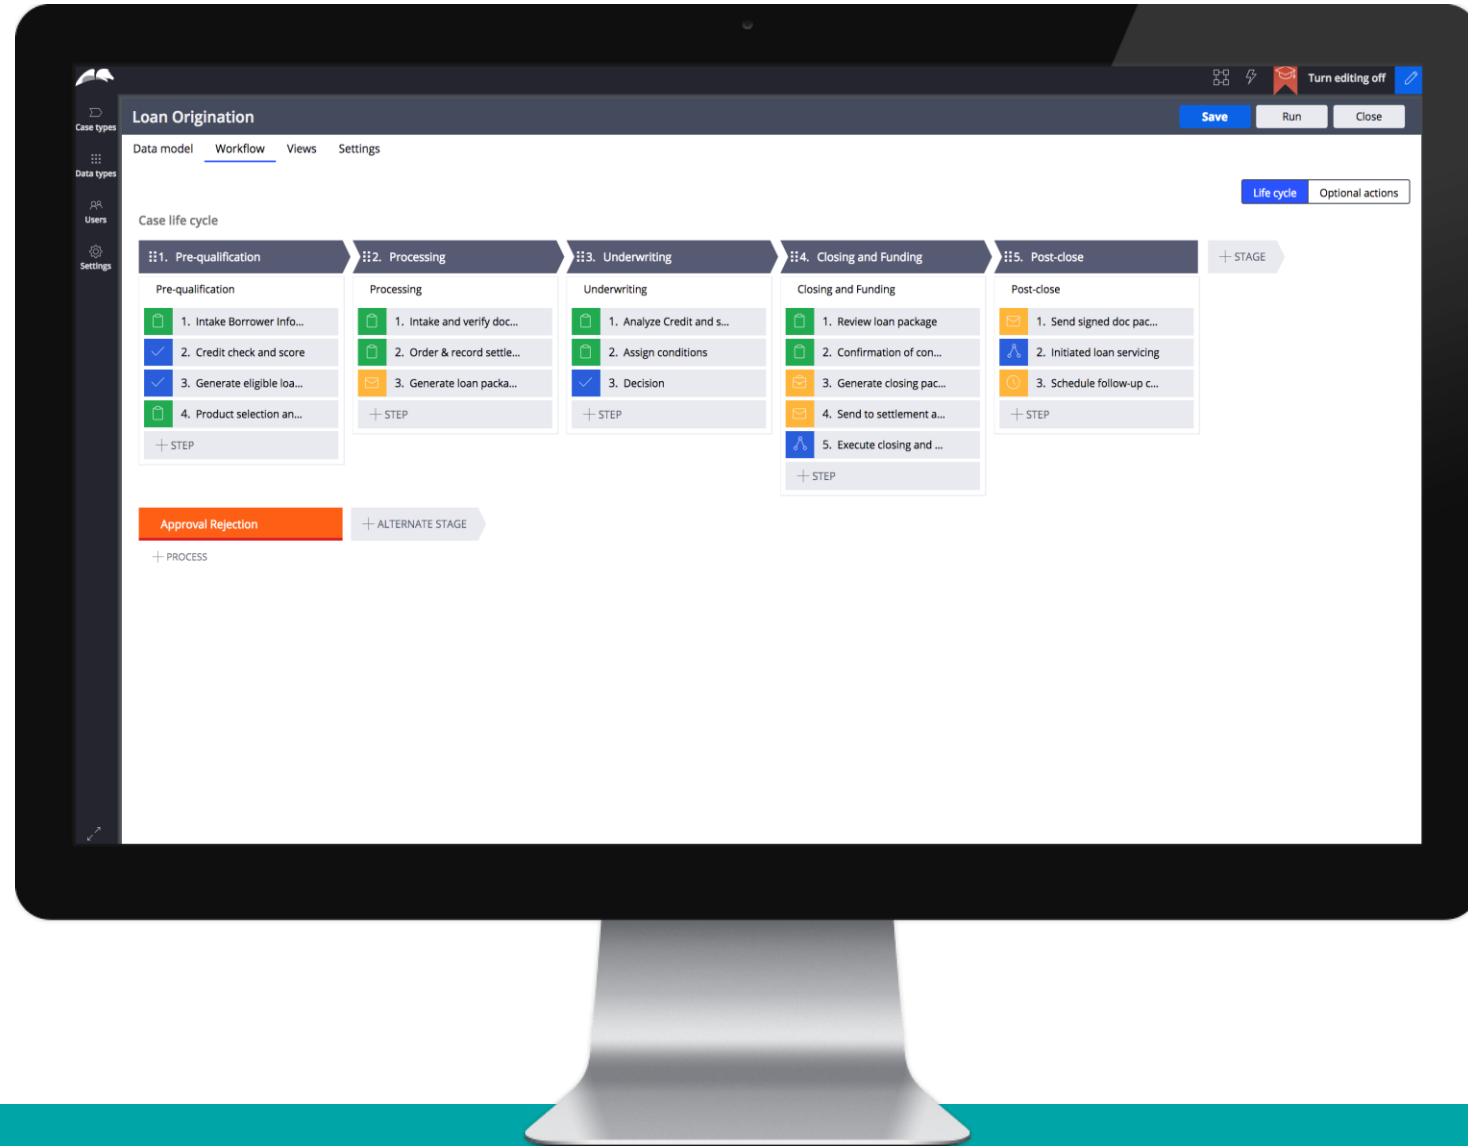 Turn editing off
Case types
Data types
Users
Settings
Loan Origination
Save
Run
Close
Data model
Workflow
Views
Settings
Life cycle
Optional actions
Case life cycle
1. Pre-qualification
2. Processing
3. Underwriting
4. Closing and Funding
5. Post-close
+ STAGE
Pre-qualification
1. Intake Borrower Info...
2. Credit check and score
3. Generate eligible loa...
4. Product selection an...
+ STEP
Processing
1. Intake and verify doc...
2. Order & record settle...
3. Generate loan packa...
+ STEP
Underwriting
1. Analyze Credit and s...
2. Assign conditions
3. Decision
+ STEP
Closing and Funding
1. Review loan package
2. Confirmation of con...
3. Generate closing pac...
4. Send to settlement a...
5. Execute closing and ...
+ STEP
Post-close
1. Send signed doc pac...
2. Initiated loan servicing
3. Schedule follow-up c...
+ STEP
Approval Rejection
+ ALTERNATE STAGE
+ PROCESS